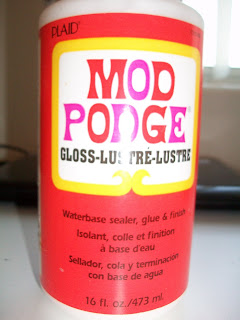 PLAID®
MOD
PODGE®
GLOSS-LUSTRÉ-LUSTRE
Waterbase sealer, glue & finish
Isolant, colle et finition
à base d'eau
Sellador, cola y terminación
con base de agua
16 fl. oz./473 ml.